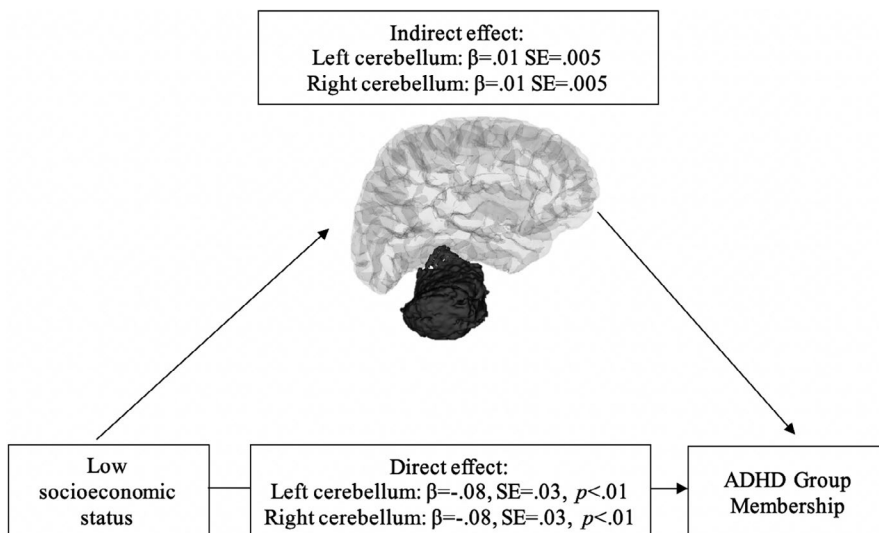 Indirect effect:
Left cerebellum: β=.01 SE=.005
Right cerebellum: β=.01 SE=.005
Low
socioeconomic
status
Direct effect:
Left cerebellum: β=-.08, SE=.03, p<.01
Right cerebellum: β=-.08, SE=.03, p<.01
ADHD Group
Membership